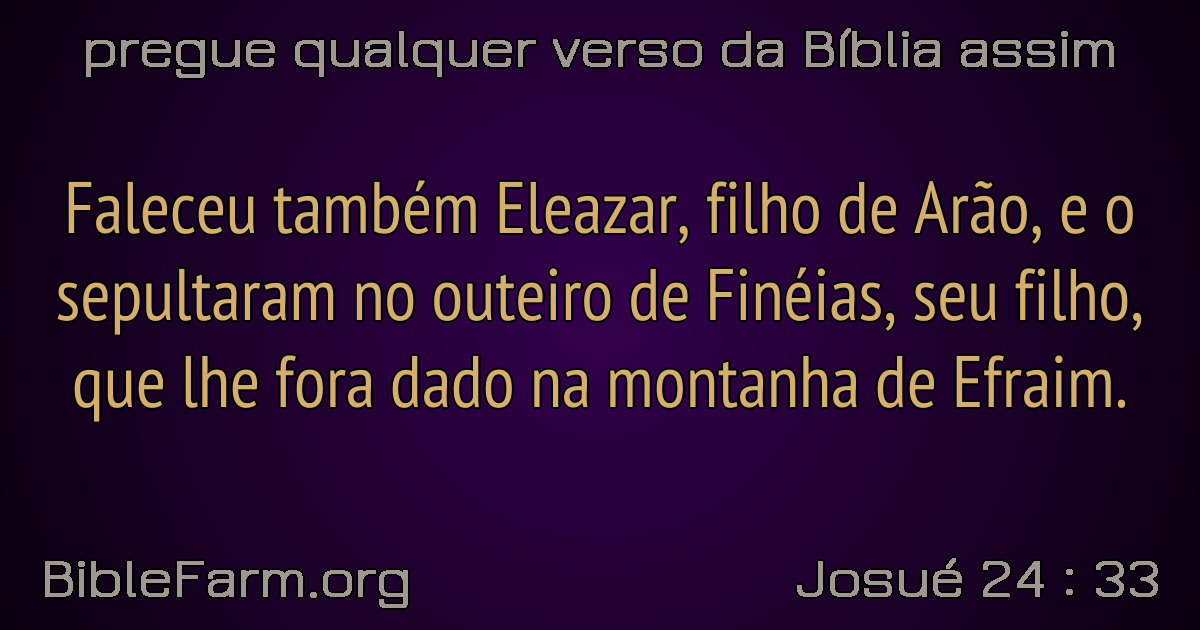 pregue qualquer verso da Bíblia assim
Faleceu também Eleazar, filho de Arão, e o
sepultaram no outeiro de Finéias, seu filho,
que lhe fora dado na montanha de Efraim.
BibleFarm.org
Josué 24 : 33